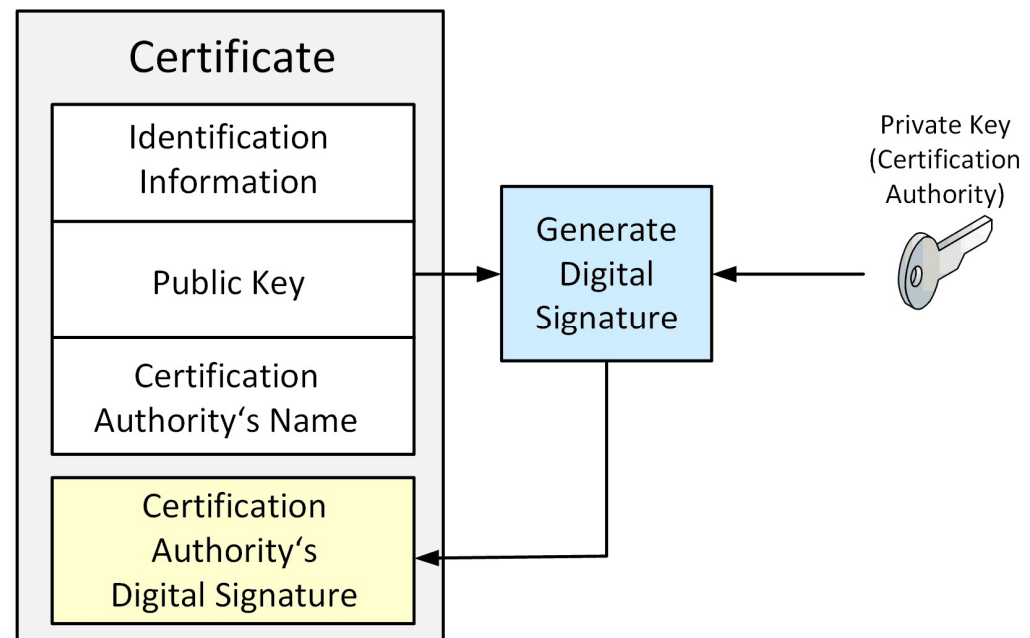 Certificate
Identification
Information
Public Key
Certification
Authority‘s Name
Certification
Authority‘s
Digital Signature
Generate
Digital
Signature
Private Key
(Certification
Authority)